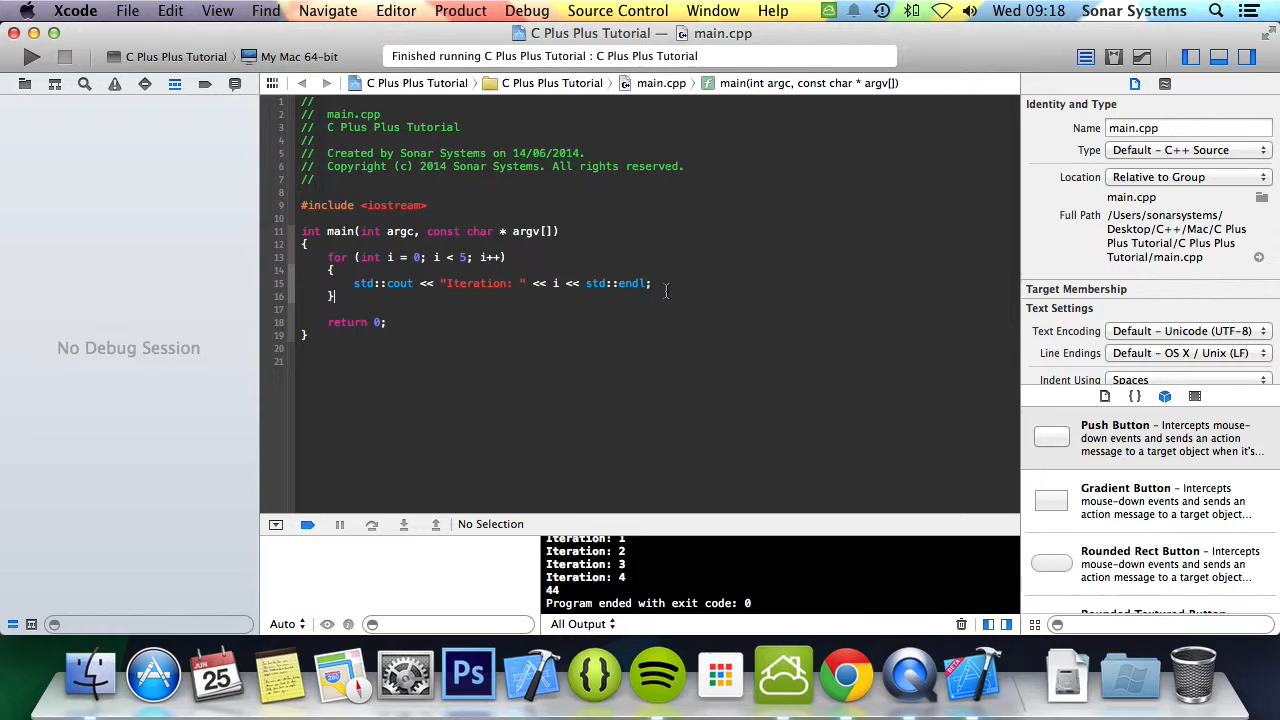 Xcode File Edit View Find Navigate Editor Product Debug Source Control Window Help Wed 09:18 Sonar Systems
C Plus Plus Tutorial — main.cpp
C Plus Plus Tutorial My Mac 64-bit
Finished running C Plus Plus Tutorial : C Plus Plus Tutorial
C Plus Plus Tutorial C Plus Plus Tutorial main.cpp main(int argc, const char * argv[])
No Debug Session
1 //
2 // main.cpp
3 // C Plus Plus Tutorial
4 //
5 // Created by Sonar Systems on 14/06/2014.
6 // Copyright (c) 2014 Sonar Systems. All rights reserved.
7 //
8
9 #include <iostream>
10
11 int main(int argc, const char * argv[])
12 {
13 for (int i = 0; i < 5; i++)
14 {
15 std::cout << "Iteration: " << i << std::endl;
16 }
17
18 return 0;
19 }
20
21
No Selection
Iteration: 1
Iteration: 2
Iteration: 3
Iteration: 4
44
Program ended with exit code: 0
Auto
All Output
Identity and Type
Name main.cpp
Type Default - C++ Source
Location Relative to Group
main.cpp
Full Path /Users/sonarsystems/
Desktop/C++/Mac/C Plus
Plus Tutorial/C Plus Plus
Tutorial/main.cpp
Target Membership
Text Settings
Text Encoding Default - Unicode (UTF-8)
Line Endings Default - OS X / Unix (LF)
Indent Using Spaces
Push Button - Intercepts mouse-
down events and sends an action
message to a target object when it's...
Gradient Button - Intercepts
mouse-down events and sends an
action message to a target object...
Rounded Rect Button - Intercepts
mouse-down events and sends an
action message to a target object...
Rounded Textured Button
JUN
25
Ps